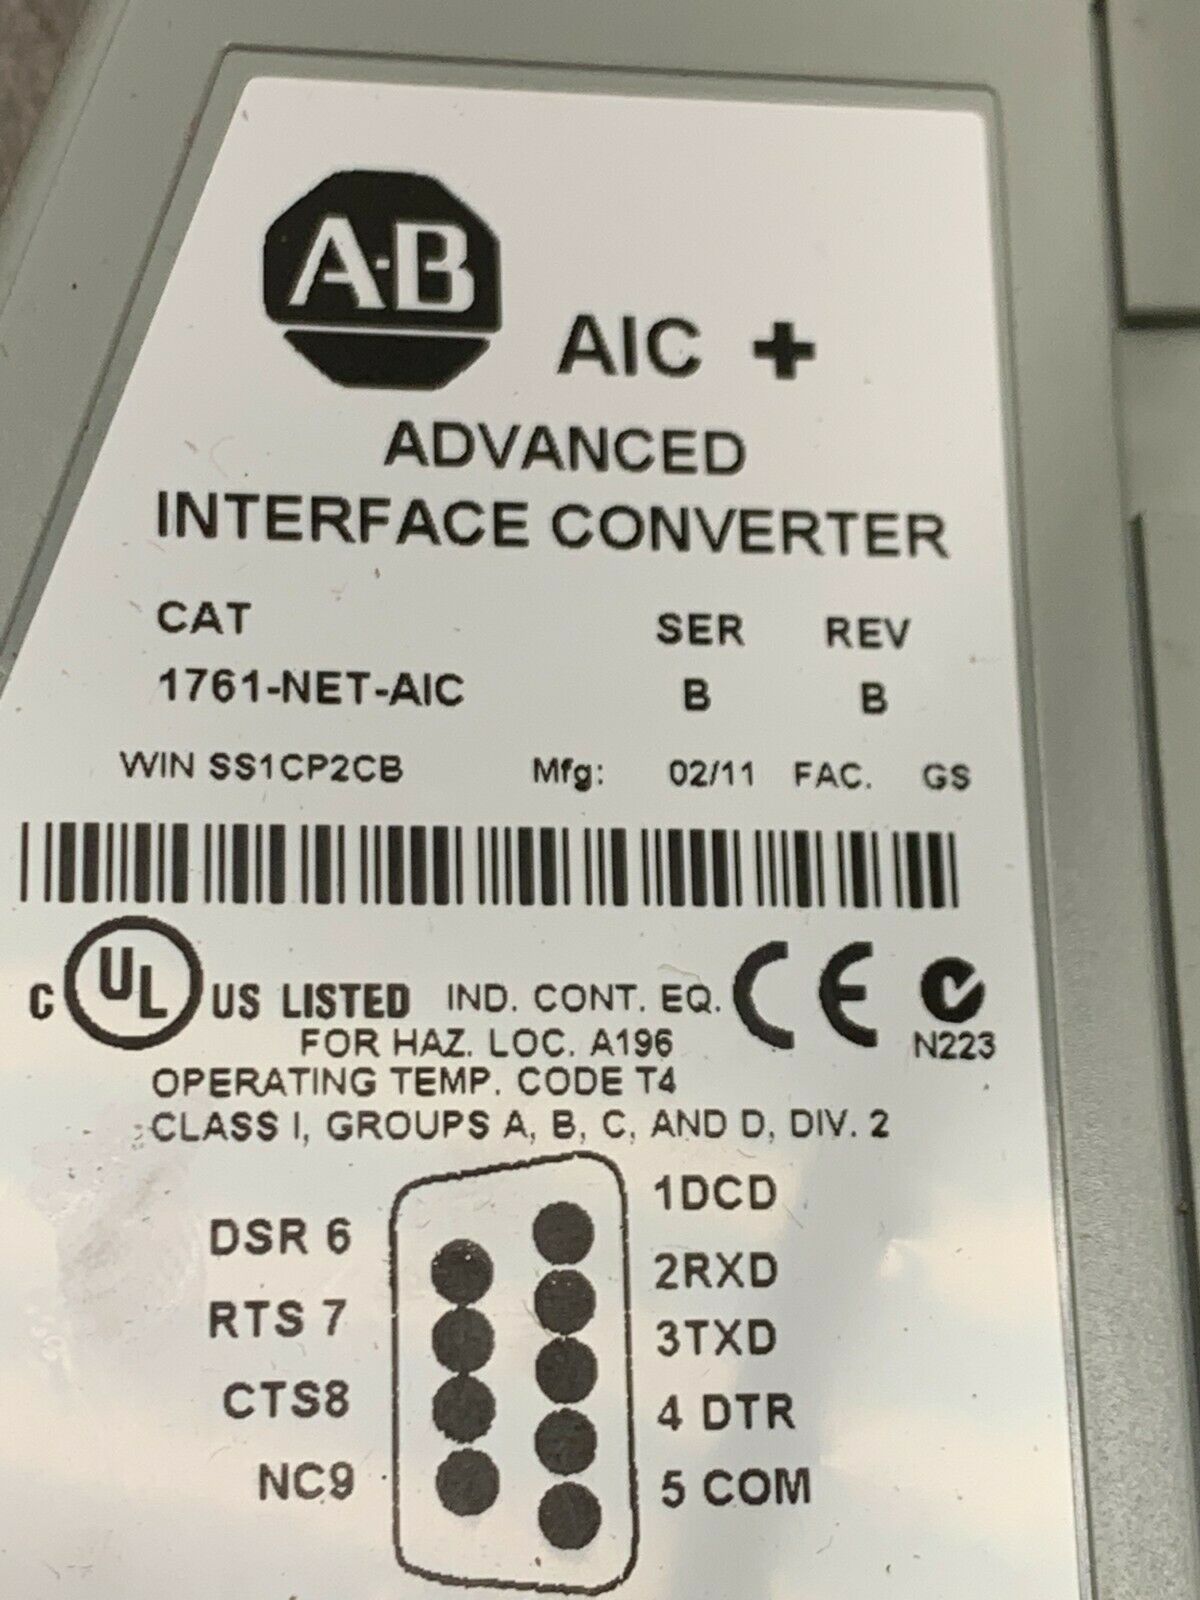 A-B
AIC +
ADVANCED
INTERFACE CONVERTER
CAT SER REV
1761-NET-AIC B B
WIN SS1CP2CB Mfg: 02/11 FAC. GS
C UL US LISTED IND. CONT. EQ. CE
FOR HAZ. LOC. A196 N223
OPERATING TEMP. CODE T4
CLASS I, GROUPS A, B, C, AND D, DIV. 2
1DCD
DSR 6
2RXD
RTS 7
3TXD
CTS8
4 DTR
NC9
5 COM